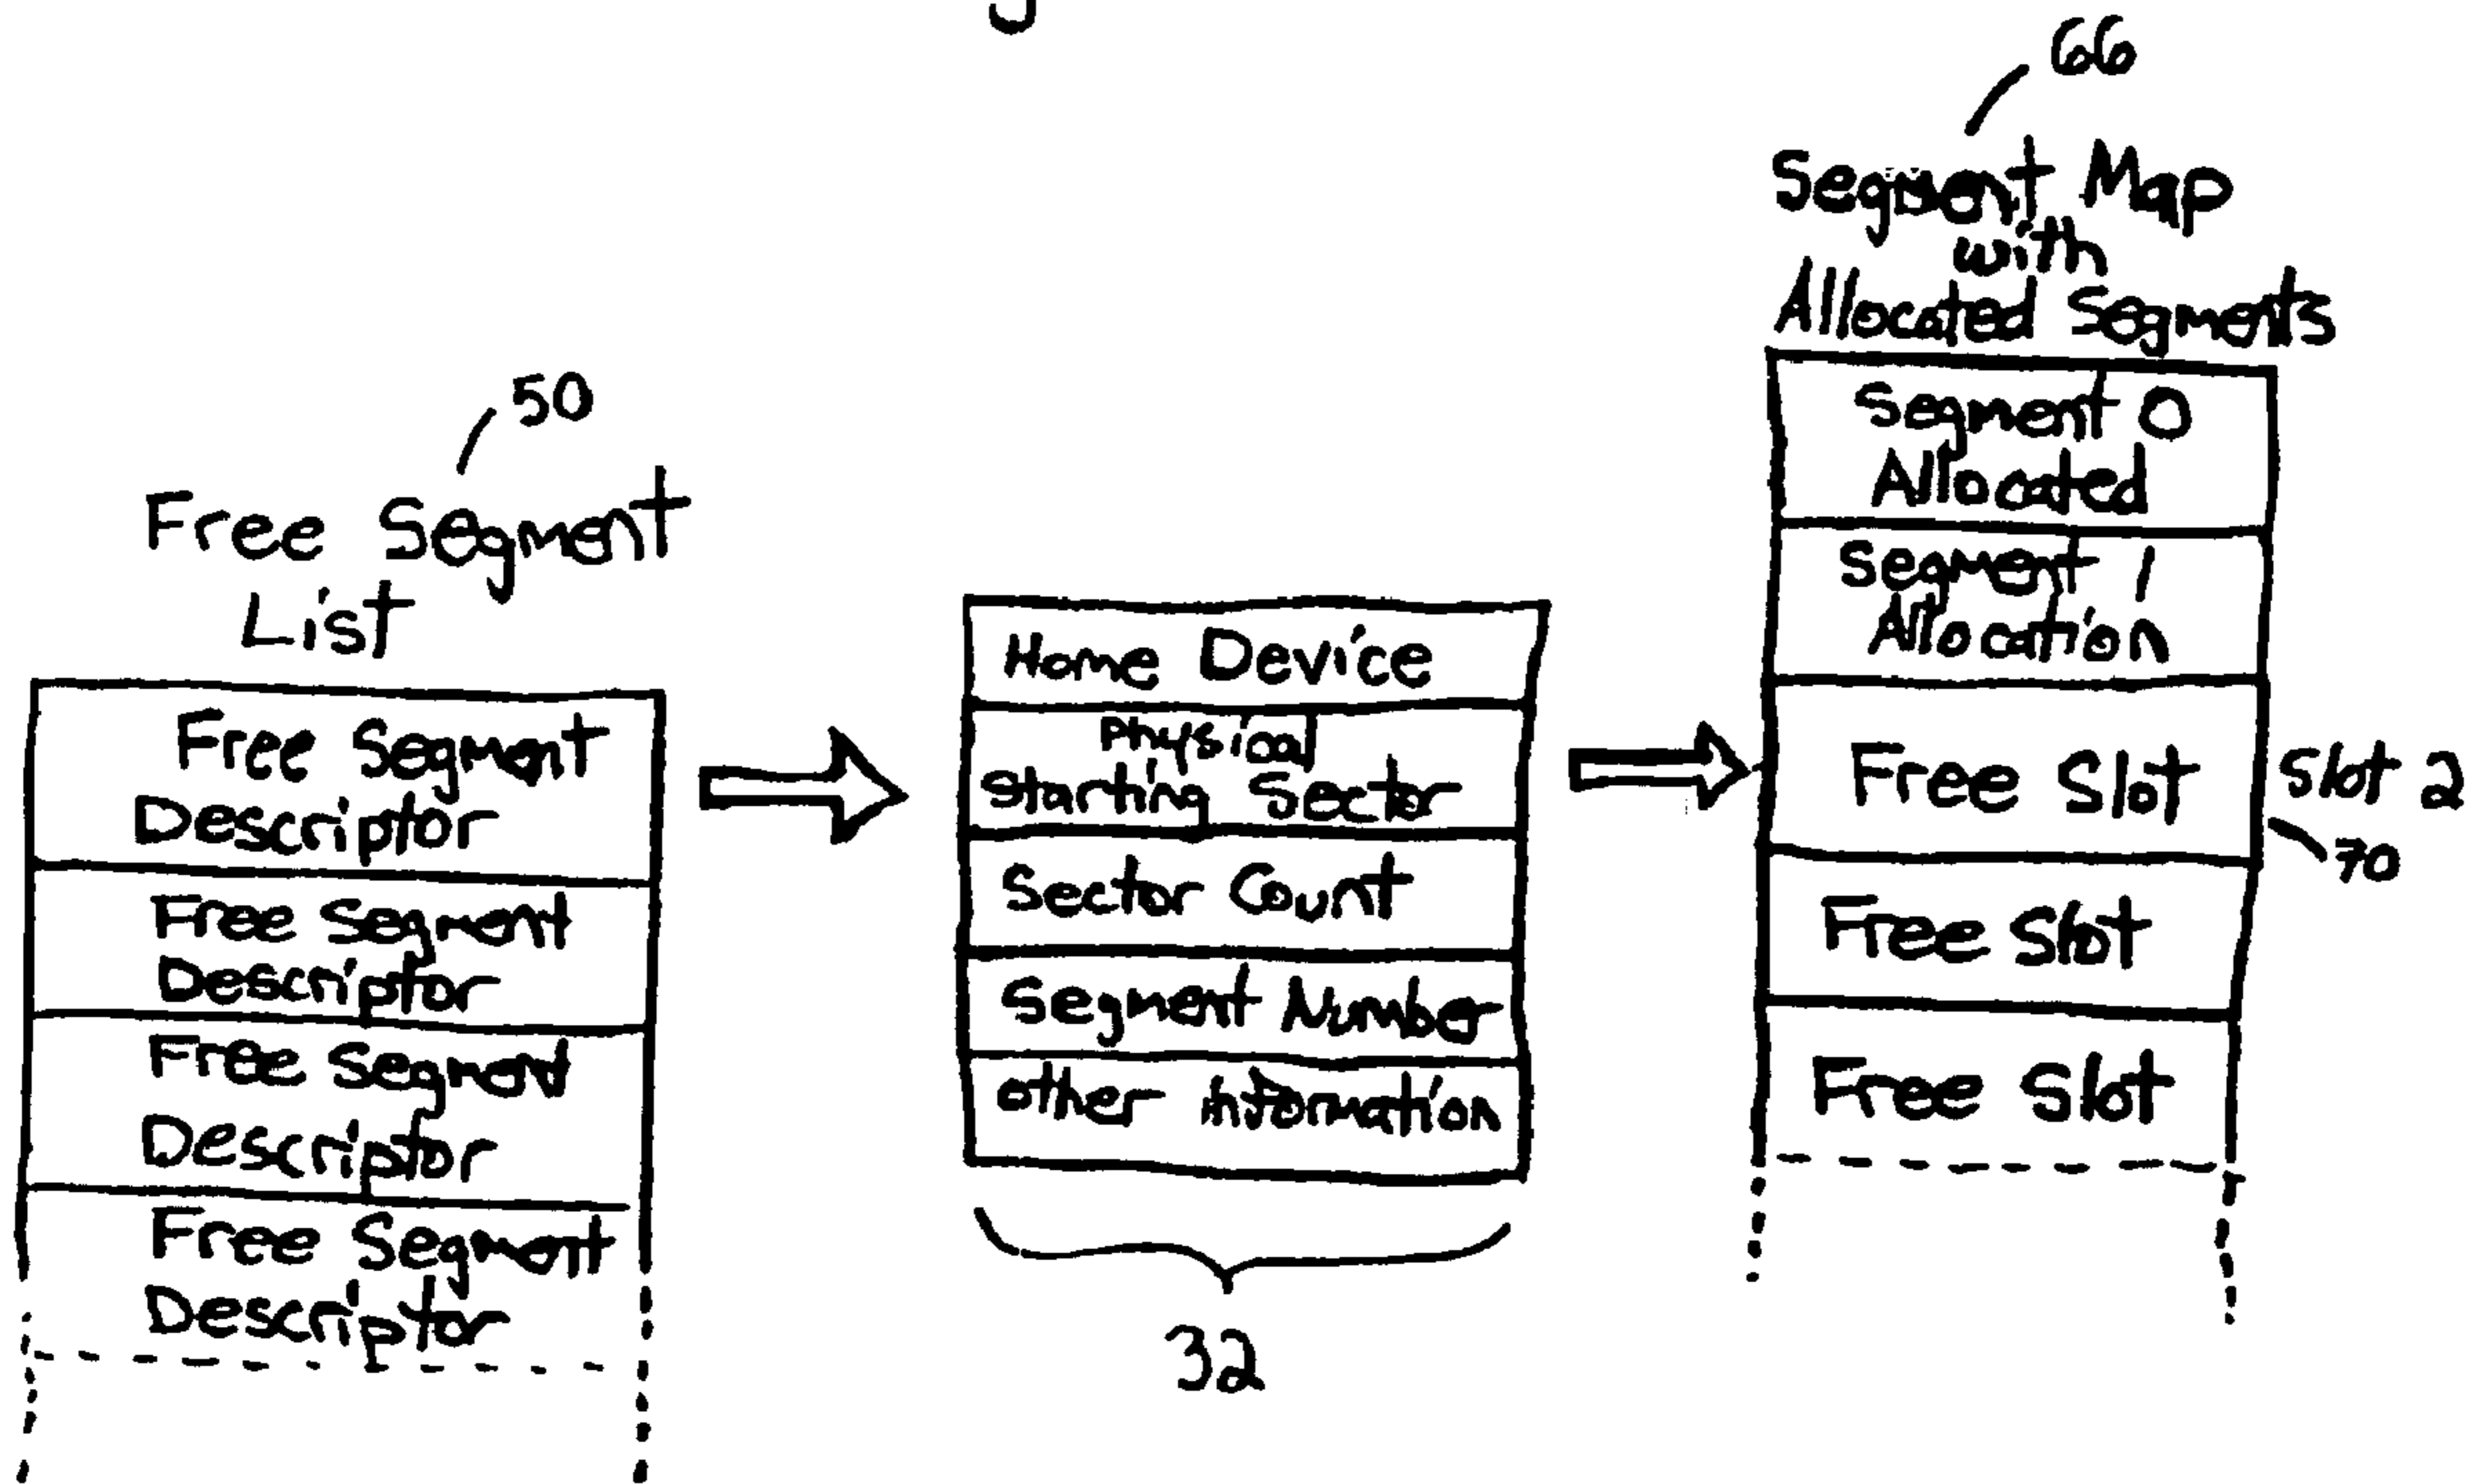 50
Free Segment
List
Free Segment
Descriptor
Free Segment
Descriptor
Free Segment
Descriptor
Free Segment
Descriptor
Home Device
Physical
Starting Sector
Sector Count
Segment Number
other information
32
66
Segment Map
with
Allocated Segments
Segment 0
Allocated
Segment 1
Allocation
Free Slot
Slot 2
70
Free Slot
Free Slot